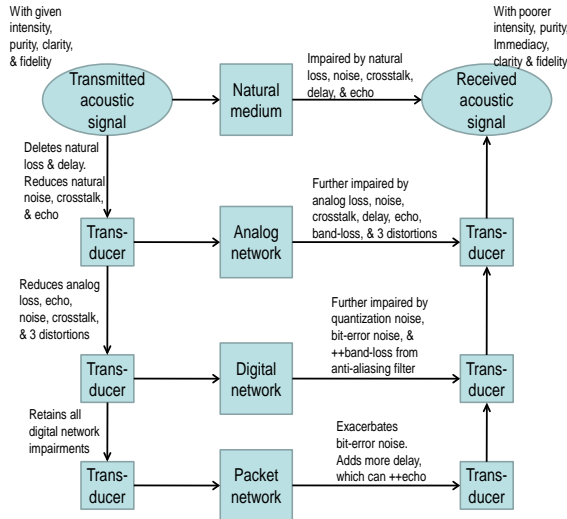 With given
intensity,
purity, clarity,
& fidelity
With poorer
intensity, purity,
Immediacy,
clarity & fidelity
Transmitted
acoustic
signal
Natural
medium
Impaired by natural
loss, noise, crosstalk,
delay, & echo
Received
acoustic
signal
Deletes natural
loss & delay.
Reduces natural
noise, crosstalk,
& echo
Further impaired by
analog loss, noise,
crosstalk, delay, echo,
band-loss, & 3 distortions
Trans-
ducer
Analog
network
Trans-
ducer
Reduces analog
loss, echo,
noise, crosstalk,
& 3 distortions
Further impaired by
quantization noise,
bit-error noise, &
++band-loss from
anti-aliasing filter
Trans-
ducer
Digital
network
Trans-
ducer
Retains all
digital network
impairments
Exacerbates
bit-error noise.
Adds more delay,
which can ++echo
Trans-
ducer
Packet
network
Trans-
ducer